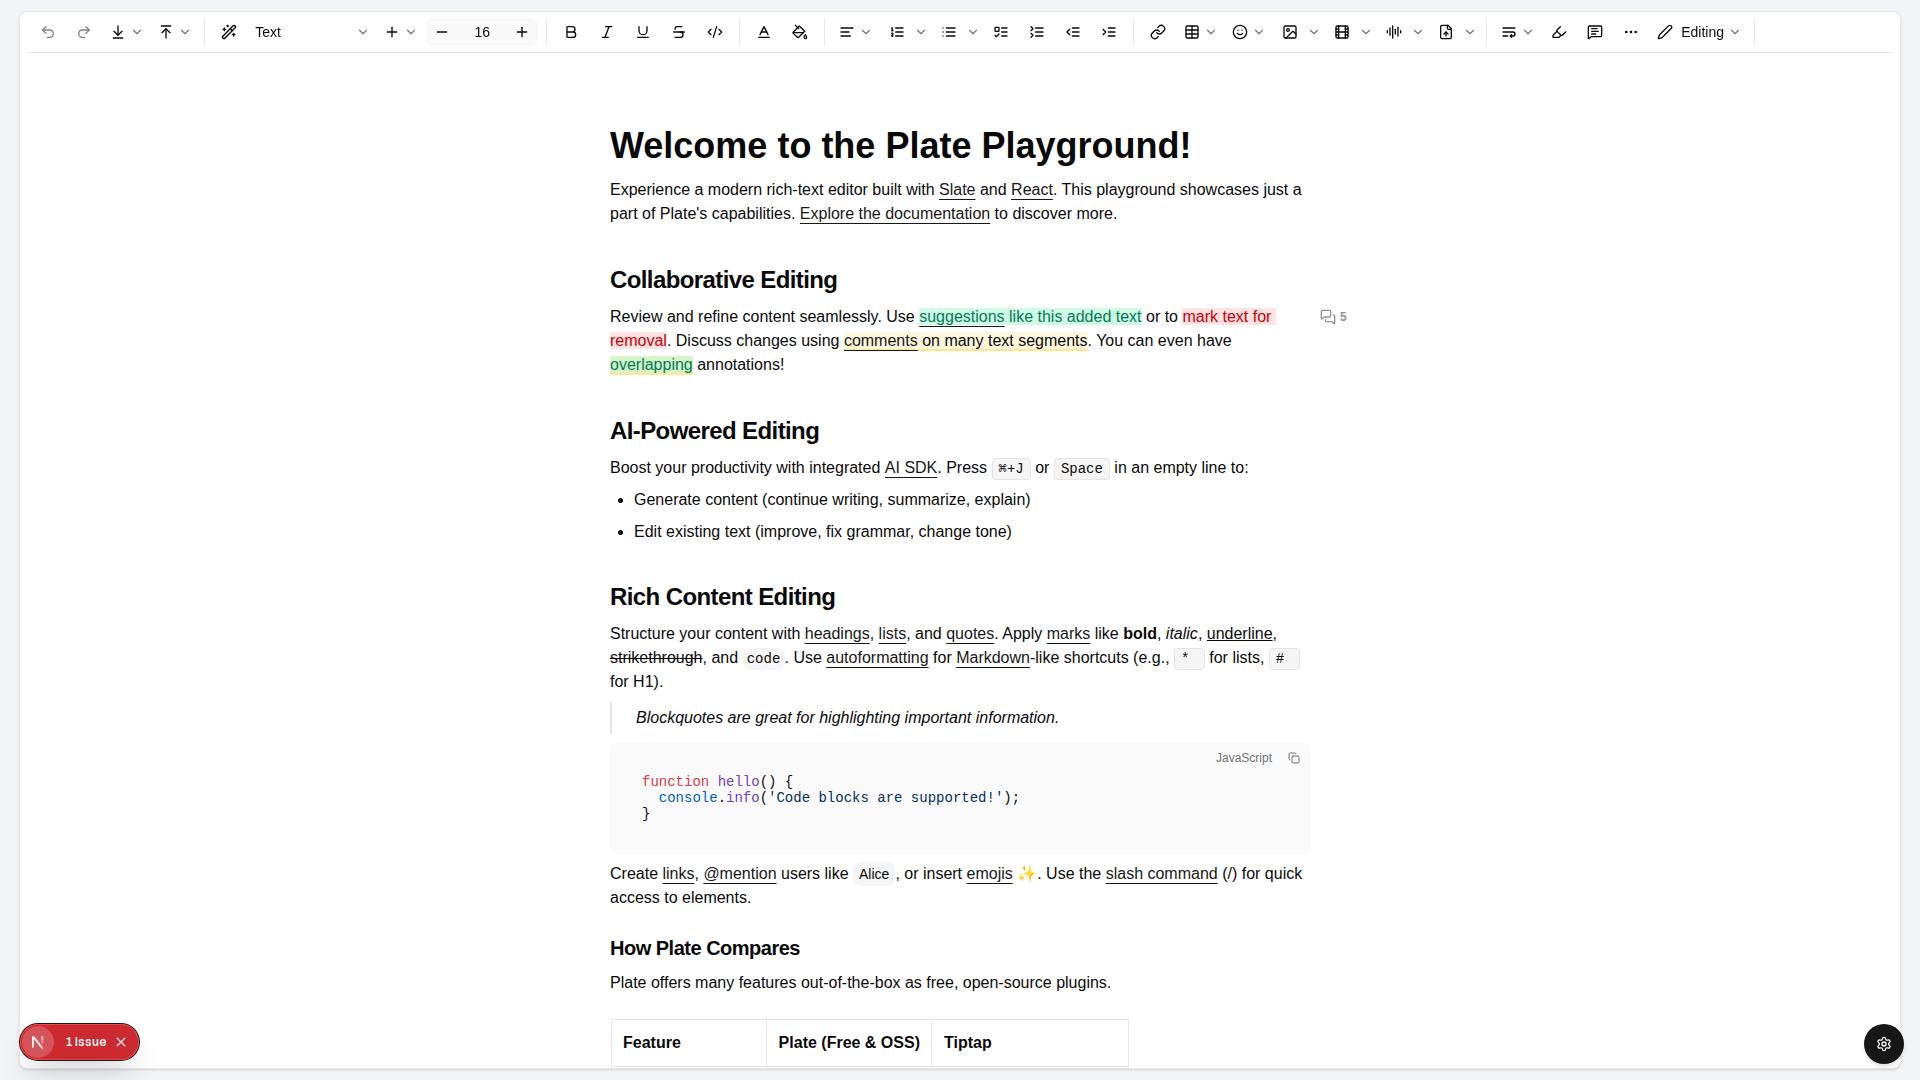 Text
16
Editing
Welcome to the Plate Playground!
Experience a modern rich-text editor built with Slate and React. This playground showcases just a
part of Plate's capabilities. Explore the documentation to discover more.
Collaborative Editing
Review and refine content seamlessly. Use suggestions like this added text or to mark text for
5
removal. Discuss changes using comments on many text segments. You can even have
overlapping annotations!
AI-Powered Editing
Boost your productivity with integrated AI SDK. Press ⌘+J or Space in an empty line to:
• Generate content (continue writing, summarize, explain)
• Edit existing text (improve, fix grammar, change tone)
Rich Content Editing
Structure your content with headings, lists, and quotes. Apply marks like bold, italic, underline,
strikethrough, and code. Use autoformatting for Markdown-like shortcuts (e.g., * for lists, #
for H1).
Blockquotes are great for highlighting important information.
JavaScript
function hello() {
  console.info('Code blocks are supported!');
}
Create links, @mention users like Alice, or insert emojis ✨. Use the slash command (/) for quick
access to elements.
How Plate Compares
Plate offers many features out-of-the-box as free, open-source plugins.
Feature Plate (Free & OSS) Tiptap
1 Issue